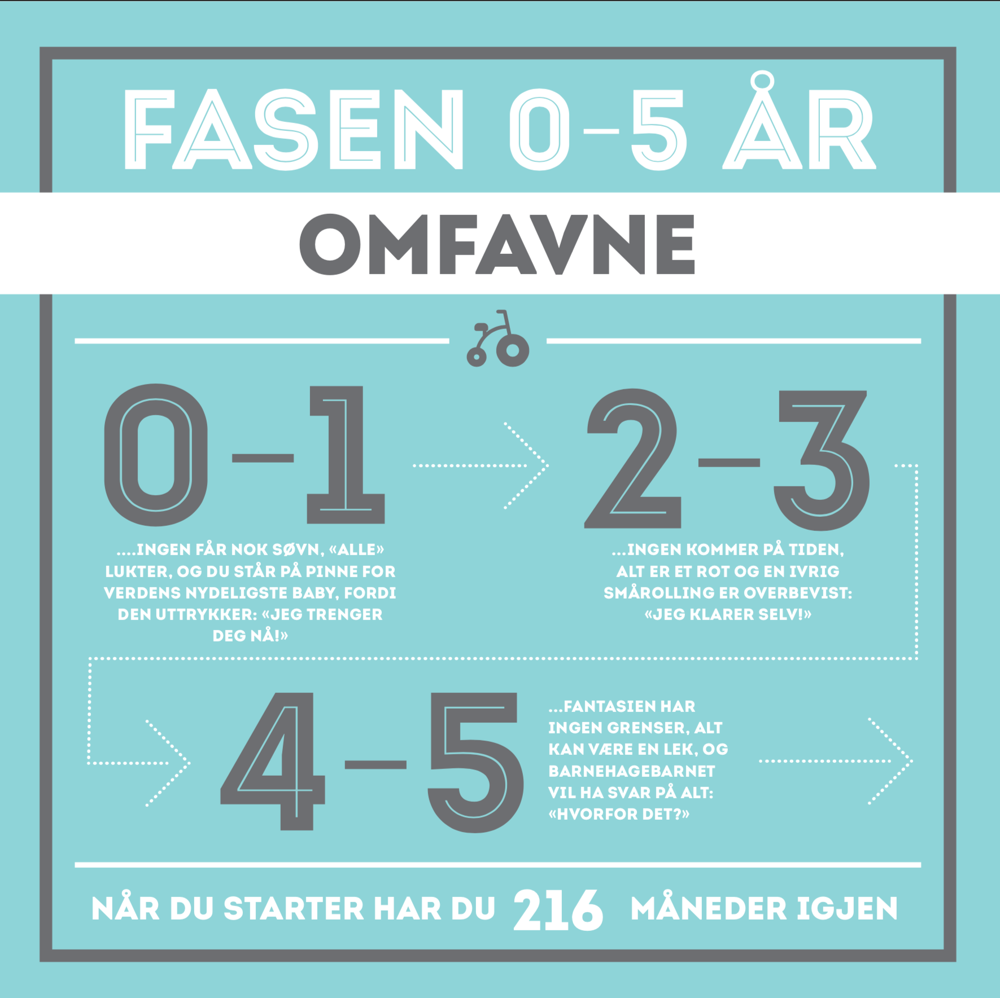 FASEN 0–5 ÅR
OMFAVNE
0–1
....INGEN FÅR NOK SØVN, «ALLE»
LUKTER, OG DU STÅR PÅ PINNE FOR
VERDENS NYDELIGSTE BABY, FORDI
DEN UTTRYKKER: «JEG TRENGER
DEG NÅ!»
2–3
...INGEN KOMMER PÅ TIDEN,
ALT ER ET ROT OG EN IVRIG
SMÅROLLING ER OVERBEVIST:
«JEG KLARER SELV!»
4–5
...FANTASIEN HAR
INGEN GRENSER, ALT
KAN VÆRE EN LEK, OG
BARNEHAGEBARNET
VIL HA SVAR PÅ ALT:
«HVORFOR DET?»
NÅR DU STARTER HAR DU 216 MÅNEDER IGJEN